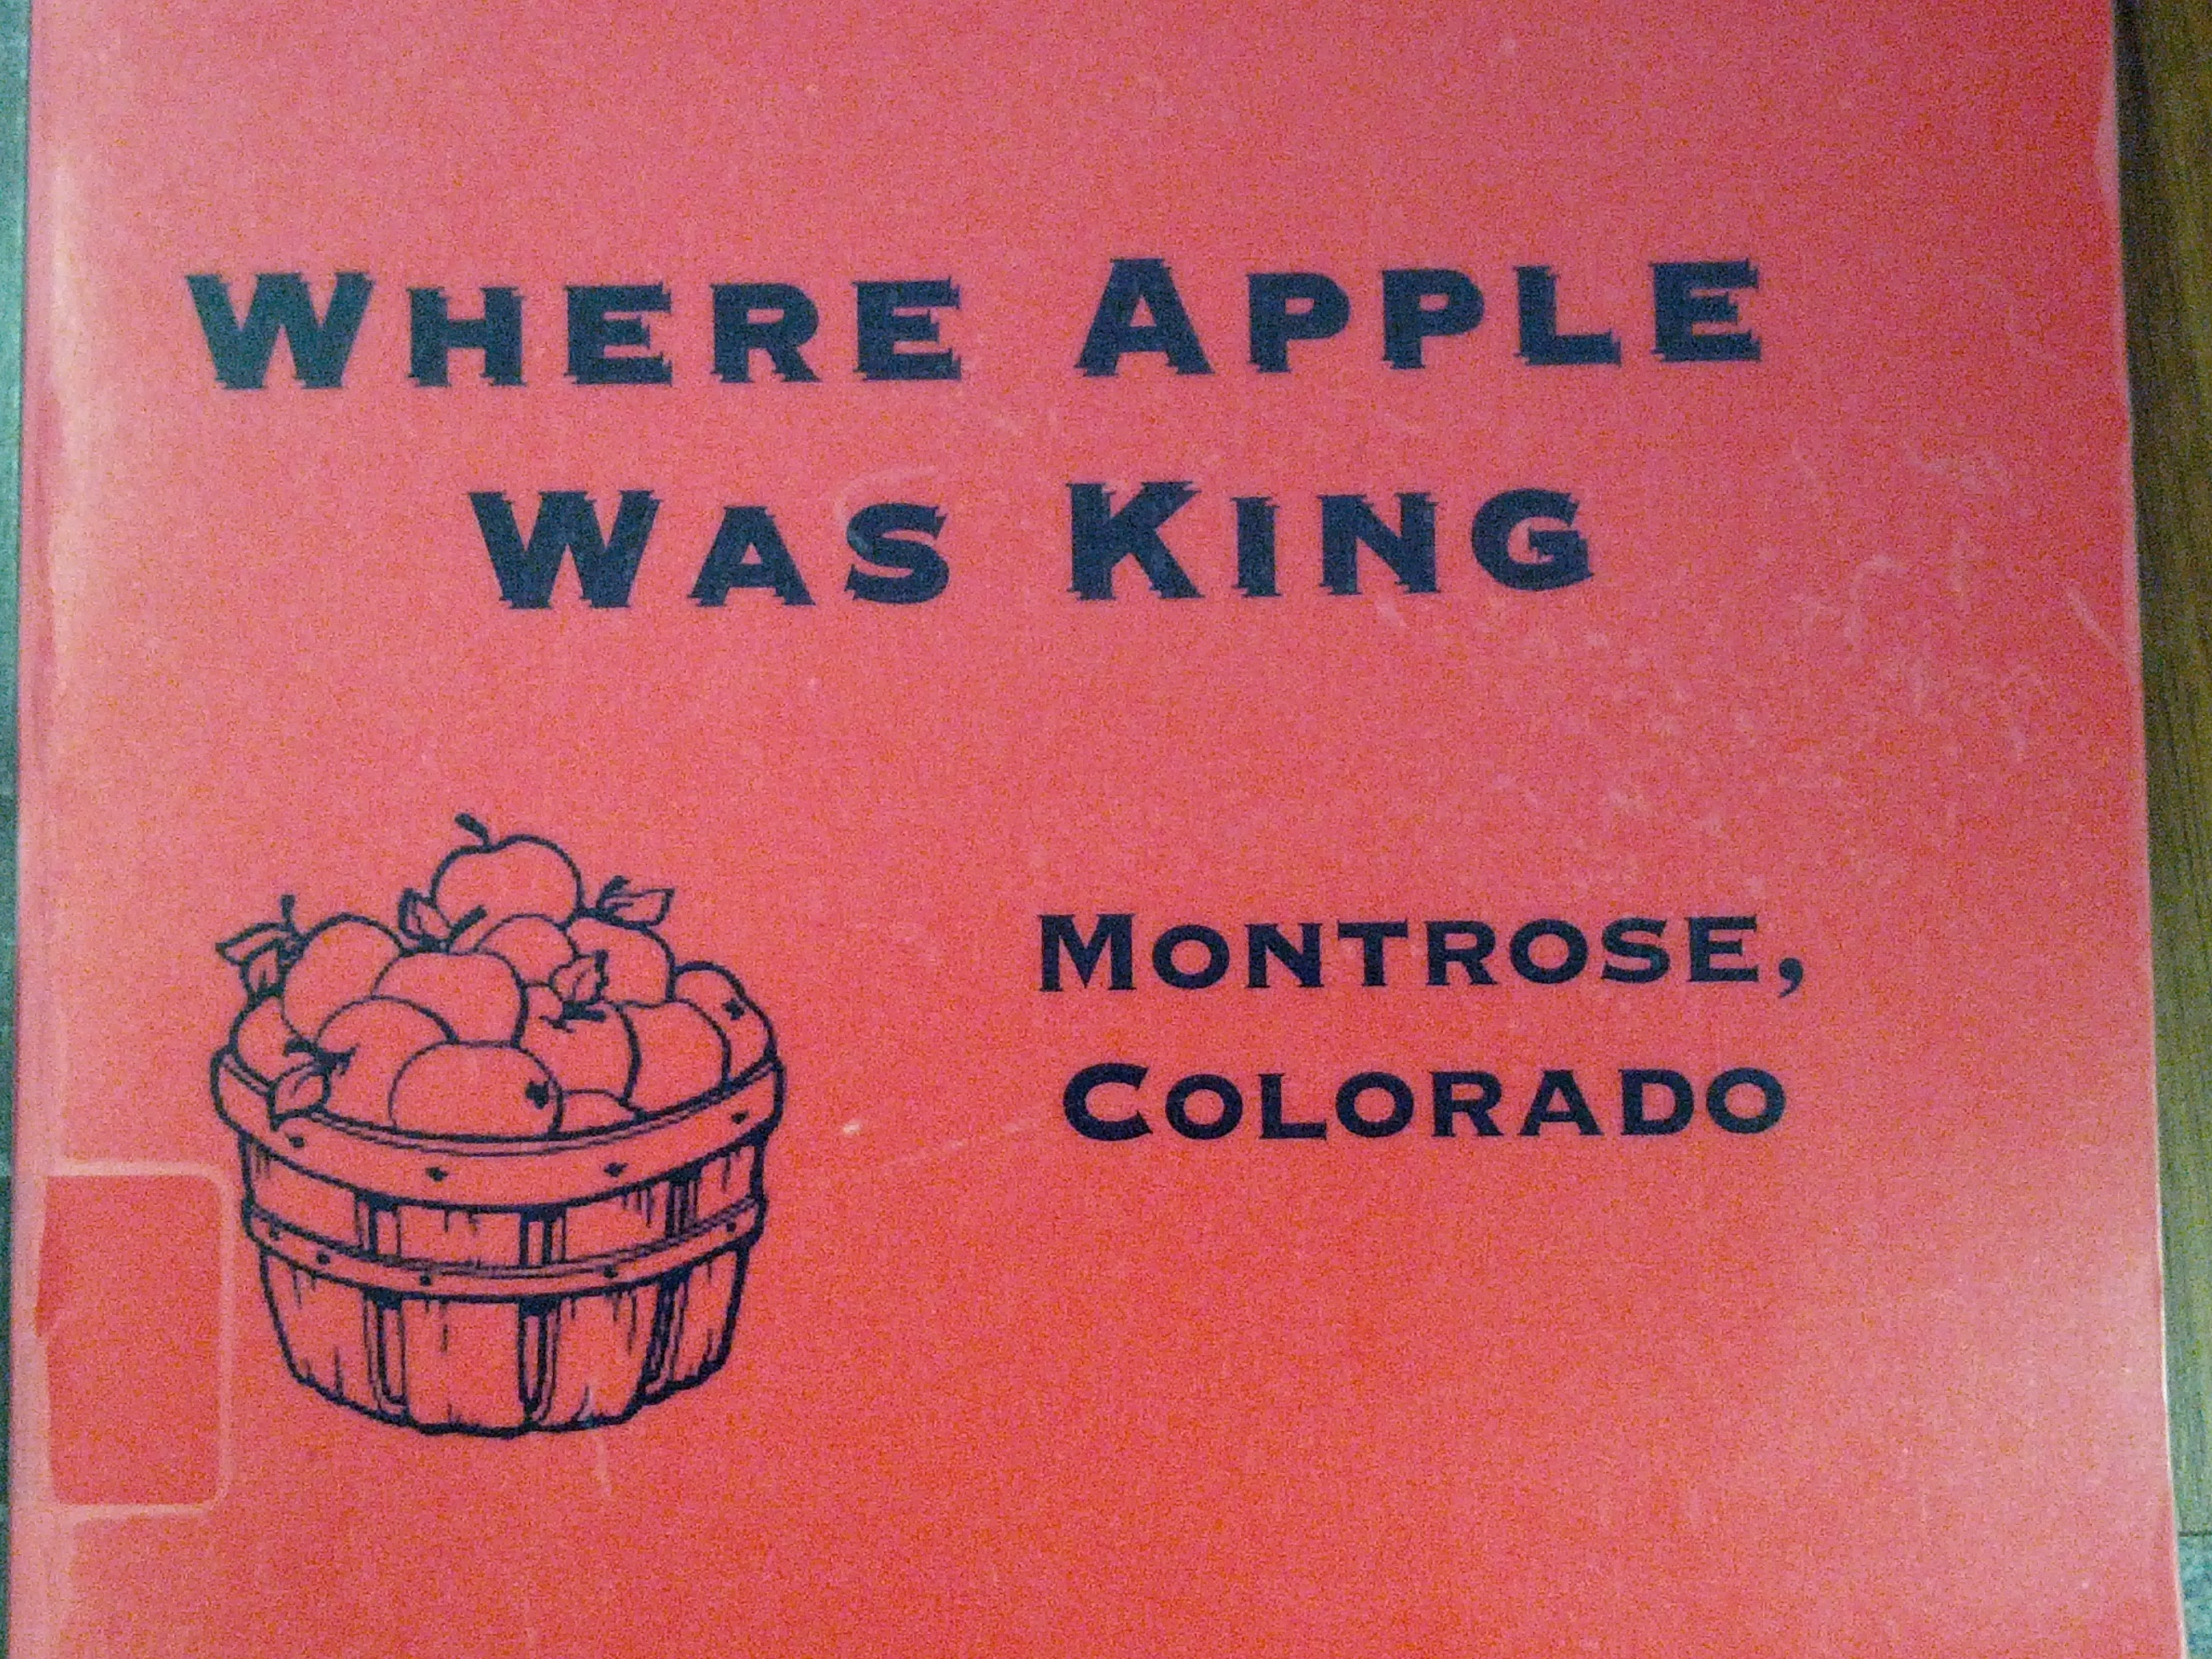 WHERE APPLE
WAS KING
MONTROSE,
COLORADO